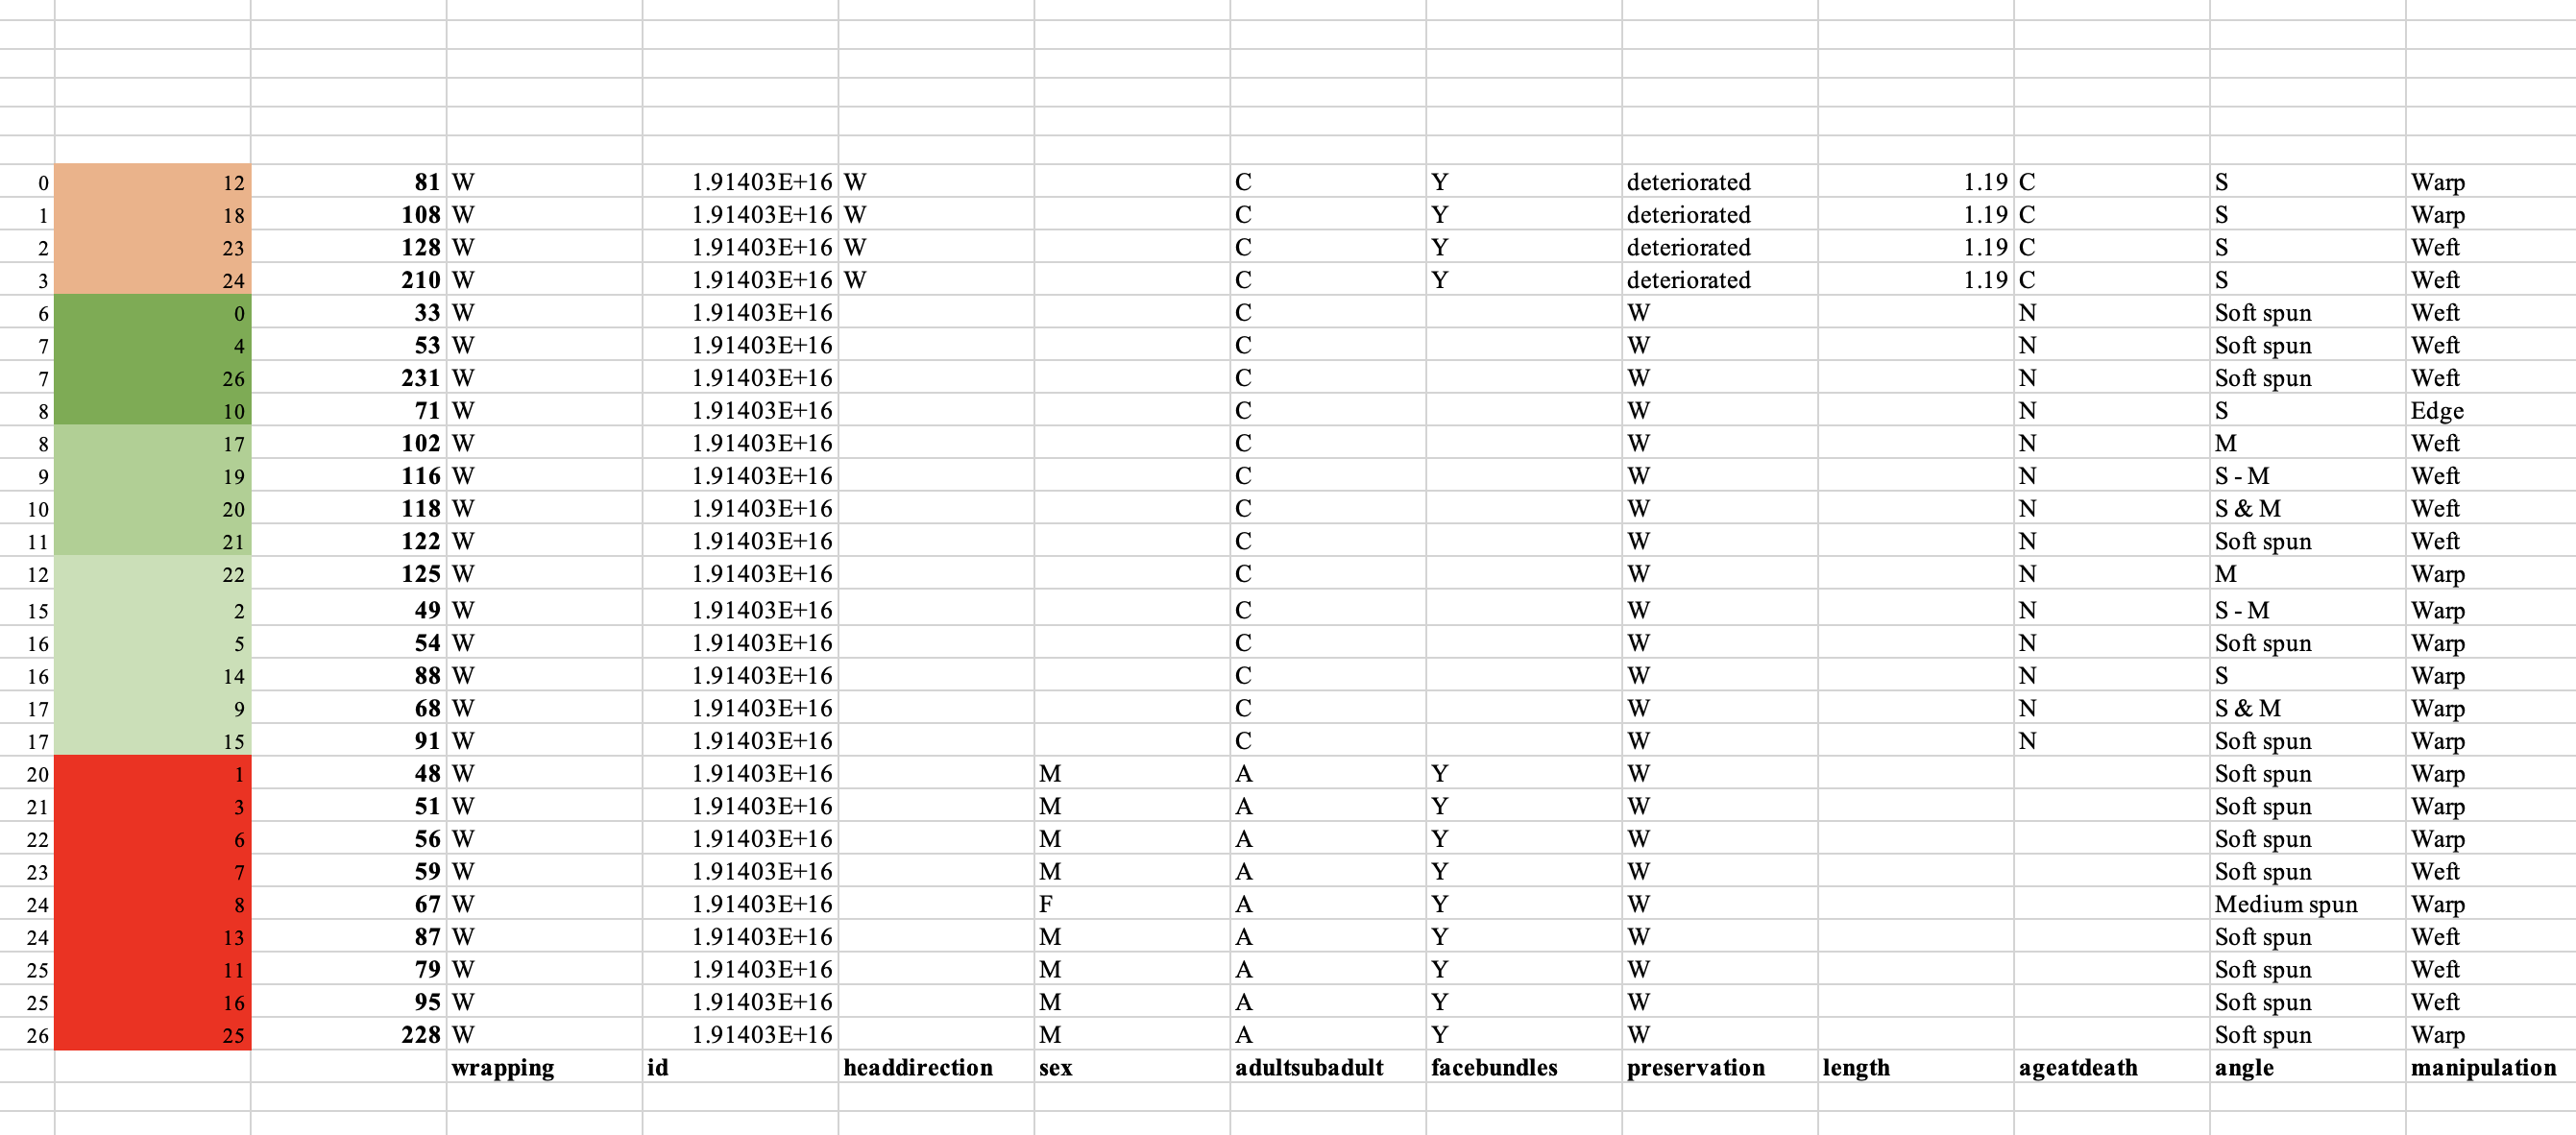 0 12 81 W 1.91403E+16 W C Y deteriorated 1.19 C S Warp
1 18 108 W 1.91403E+16 W C Y deteriorated 1.19 C S Warp
2 23 128 W 1.91403E+16 W C Y deteriorated 1.19 C S Weft
3 24 210 W 1.91403E+16 W C Y deteriorated 1.19 C S Weft
6 0 33 W 1.91403E+16 C W N Soft spun Weft
7 4 53 W 1.91403E+16 C W N Soft spun Weft
7 26 231 W 1.91403E+16 C W N Soft spun Weft
8 10 71 W 1.91403E+16 C W N S Edge
8 17 102 W 1.91403E+16 C W N M Weft
9 19 116 W 1.91403E+16 C W N S - M Weft
10 20 118 W 1.91403E+16 C W N S & M Weft
11 21 122 W 1.91403E+16 C W N Soft spun Weft
12 22 125 W 1.91403E+16 C W N M Warp
15 2 49 W 1.91403E+16 C W N S - M Warp
16 5 54 W 1.91403E+16 C W N Soft spun Warp
16 14 88 W 1.91403E+16 C W N S Warp
17 9 68 W 1.91403E+16 C W N S & M Warp
17 15 91 W 1.91403E+16 C W N Soft spun Warp
20 1 48 W 1.91403E+16 M A Y W Soft spun Warp
21 3 51 W 1.91403E+16 M A Y W Soft spun Warp
22 6 56 W 1.91403E+16 M A Y W Soft spun Warp
23 7 59 W 1.91403E+16 M A Y W Soft spun Weft
24 8 67 W 1.91403E+16 F A Y W Medium spun Warp
24 13 87 W 1.91403E+16 M A Y W Soft spun Weft
25 11 79 W 1.91403E+16 M A Y W Soft spun Weft
25 16 95 W 1.91403E+16 M A Y W Soft spun Weft
26 25 228 W 1.91403E+16 M A Y W Soft spun Warp
wrapping id headdirection sex adultsubadult facebundles preservation length ageatdeath angle manipulation